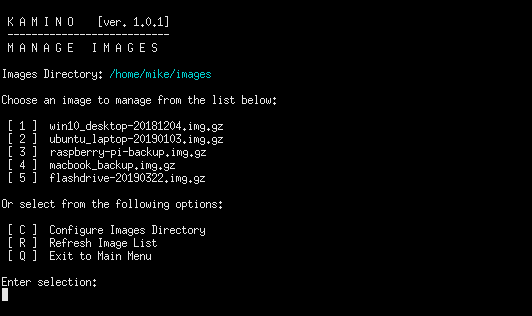 K A M I N O [ver. 1.0.1]
---------------------------
M A N A G E I M A G E S
Images Directory: /home/mike/images
Choose an image to manage from the list below:
[ 1 ] win10_desktop-20181204.img.gz
[ 2 ] ubuntu_laptop-20190103.img.gz
[ 3 ] raspberry-pi-backup.img.gz
[ 4 ] macbook_backup.img.gz
[ 5 ] flashdrive-20190322.img.gz
Or select from the following options:
[ C ] Configure Images Directory
[ R ] Refresh Image List
[ Q ] Exit to Main Menu
Enter selection: